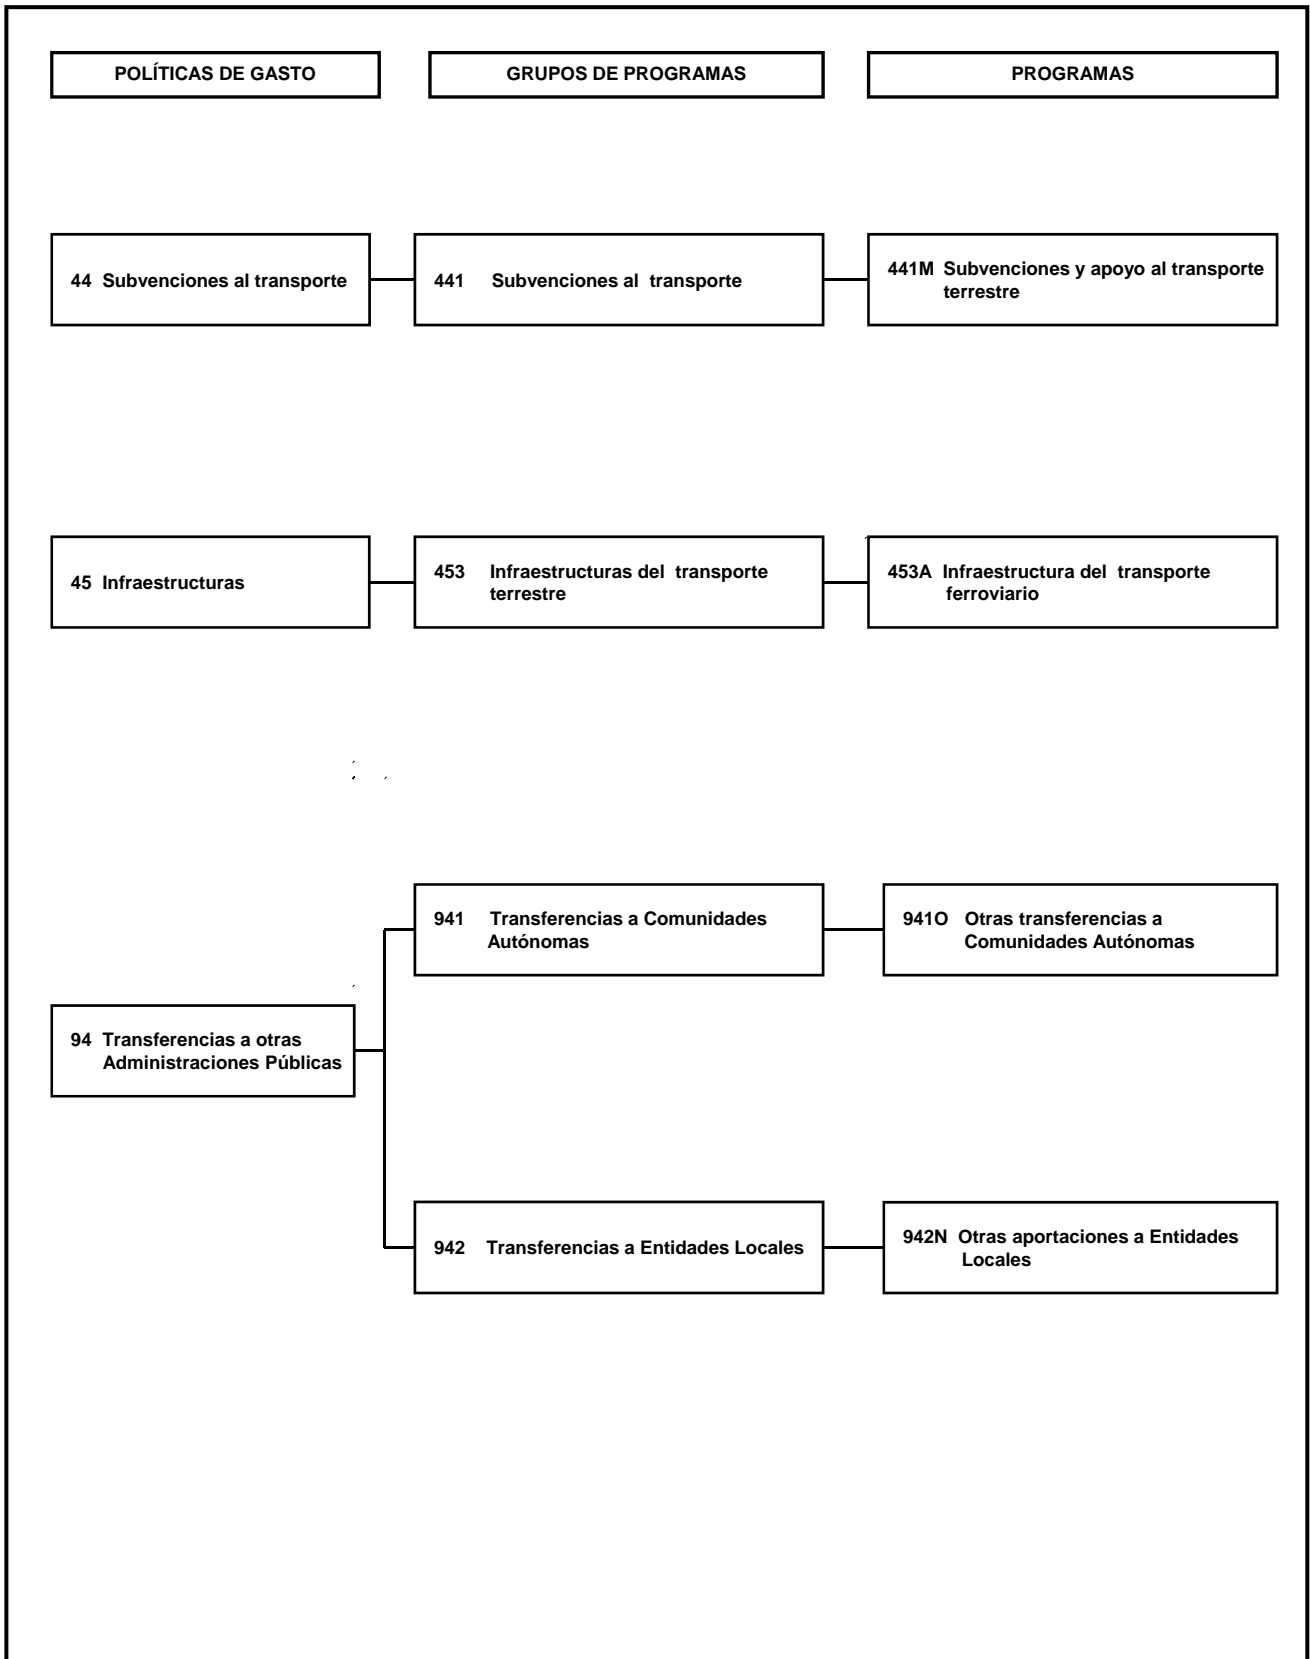 POLÍTICAS DE GASTO
GRUPOS DE PROGRAMAS
PROGRAMAS
44 Subvenciones al transporte
441 Subvenciones al transporte
441M Subvenciones y apoyo al transporte
terrestre
45 Infraestructuras
453 Infraestructuras del transporte
terrestre
453A Infraestructura del transporte
ferroviario
94 Transferencias a otras
Administraciones Públicas
941 Transferencias a Comunidades
Autónomas
941O Otras transferencias a
Comunidades Autónomas
942 Transferencias a Entidades Locales
942N Otras aportaciones a Entidades
Locales